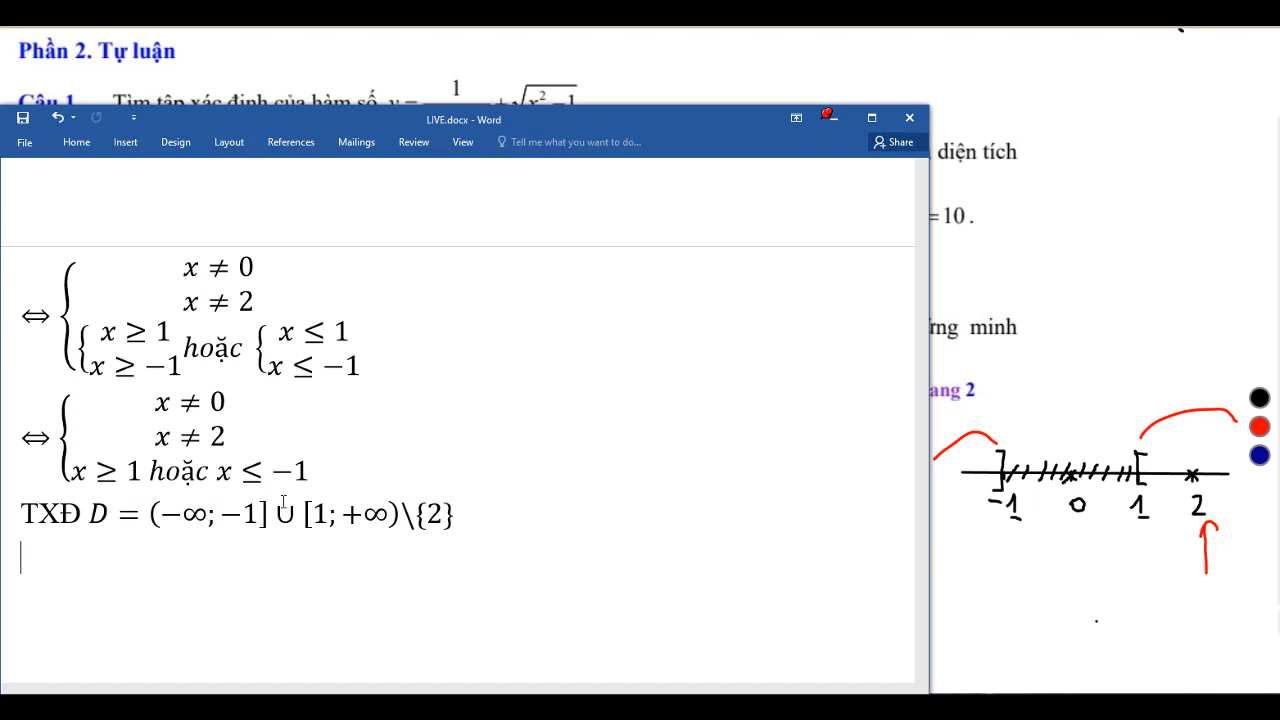 Phần 2. Tự luận
Câu 1. Tìm tập xác định của hàm số y = 1 + √x² − 1
LIVE.docx - Word
File Home Insert Design Layout References Mailings Review View Tell me what you want to do... Share
diện tích
= 10 .
⇔ { x ≠ 0
x ≠ 2
{ x ≥ 1 hoặc { x ≤ 1
x ≥ −1 x ≤ −1
minh
⇔ { x ≠ 0
x ≠ 2
x ≥ 1 hoặc x ≤ −1
TXĐ D = (−∞; −1] ∪ [1; +∞)\{2}
2
] [
-1 0 1 2